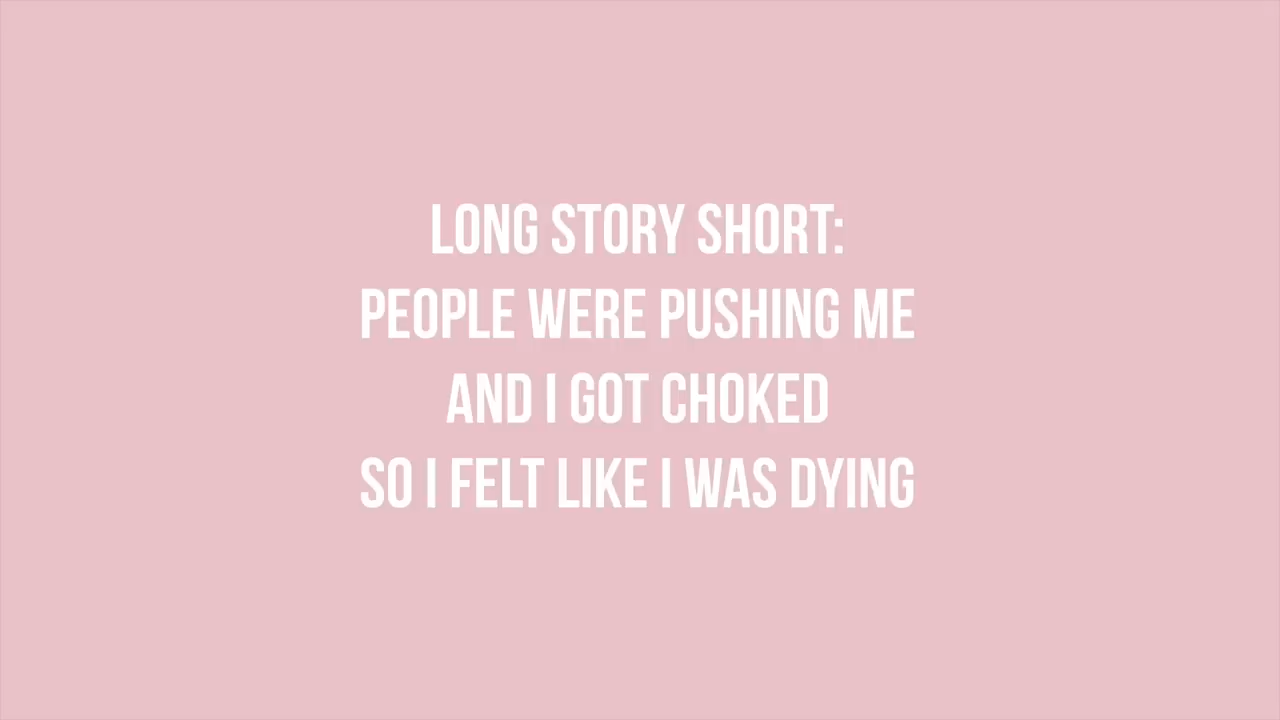 LONG STORY SHORT:
PEOPLE WERE PUSHING ME
AND I GOT CHOKED
SO I FELT LIKE I WAS DYING